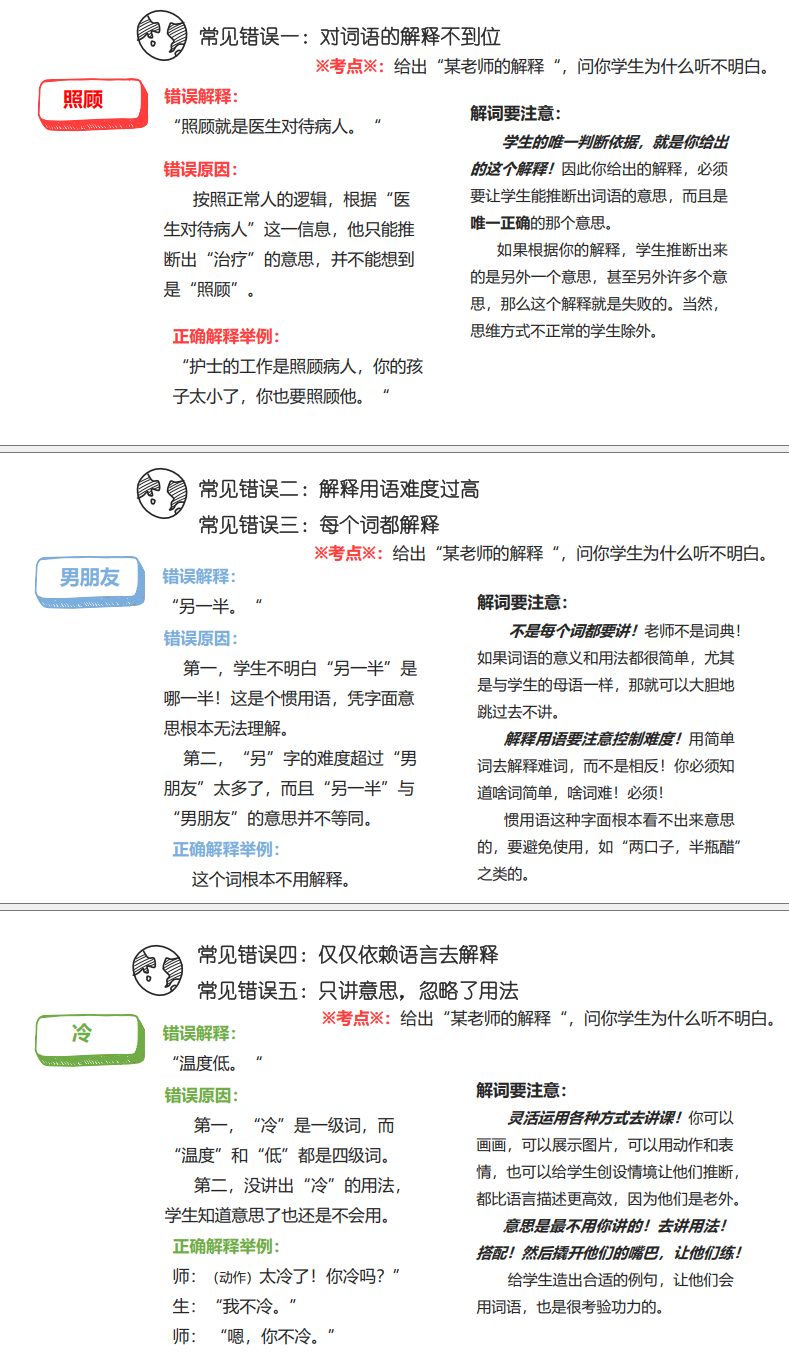 常见错误一：对词语的解释不到位
※考点※：给出“某老师的解释“，问你学生为什么听不明白。
照顾
错误解释：
“照顾就是医生对待病人。“
错误原因：
按照正常人的逻辑，根据“医
生对待病人”这一信息，他只能推
断出“治疗”的意思，并不能想到
是“照顾”。
正确解释举例：
“护士的工作是照顾病人，你的孩
子太小了，你也要照顾他。“
解词要注意：
学生的唯一判断依据，就是你给出
的这个解释！因此你给出的解释，必须
要让学生能推断出词语的意思，而且是
唯一正确的那个意思。
如果根据你的解释，学生推断出来
的是另外一个意思，甚至另外许多个意
思，那么这个解释就是失败的。当然，
思维方式不正常的学生除外。
常见错误二：解释用语难度过高
常见错误三：每个词都解释
※考点※：给出“某老师的解释“，问你学生为什么听不明白。
男朋友
错误解释：
“另一半。“
错误原因：
第一，学生不明白“另一半”是
哪一半！这是个惯用语，凭字面意
思根本无法理解。
第二，“另”字的难度超过“男
朋友”太多了，而且“另一半”与
“男朋友”的意思并不等同。
正确解释举例：
这个词根本不用解释。
解词要注意：
不是每个词都要讲！老师不是词典！
如果词语的意义和用法都很简单，尤其
是与学生的母语一样，那就可以大胆地
跳过去不讲。
解释用语要注意控制难度！用简单
词去解释难词，而不是相反！你必须知
道啥词简单，啥词难！必须！
惯用语这种字面根本看不出来意思
的，要避免使用，如“两口子，半瓶醋”
之类的。
常见错误四：仅仅依赖语言去解释
常见错误五：只讲意思，忽略了用法
※考点※：给出“某老师的解释“，问你学生为什么听不明白。
冷
错误解释：
“温度低。“
错误原因：
第一，“冷”是一级词，而
“温度”和“低”都是四级词。
第二，没讲出“冷”的用法，
学生知道意思了也还是不会用。
正确解释举例：
师：（动作）太冷了！你冷吗？”
生：“我不冷。”
师：“嗯，你不冷。”
解词要注意：
灵活运用各种方式去讲课！你可以
画画，可以展示图片，可以用动作和表
情，也可以给学生创设情境让他们推断，
都比语言描述更高效，因为他们是老外。
意思是最不用你讲的！去讲用法！
搭配！然后撬开他们的嘴巴，让他们练！
给学生造出合适的例句，让他们会
用词语，也是很考验功力的。